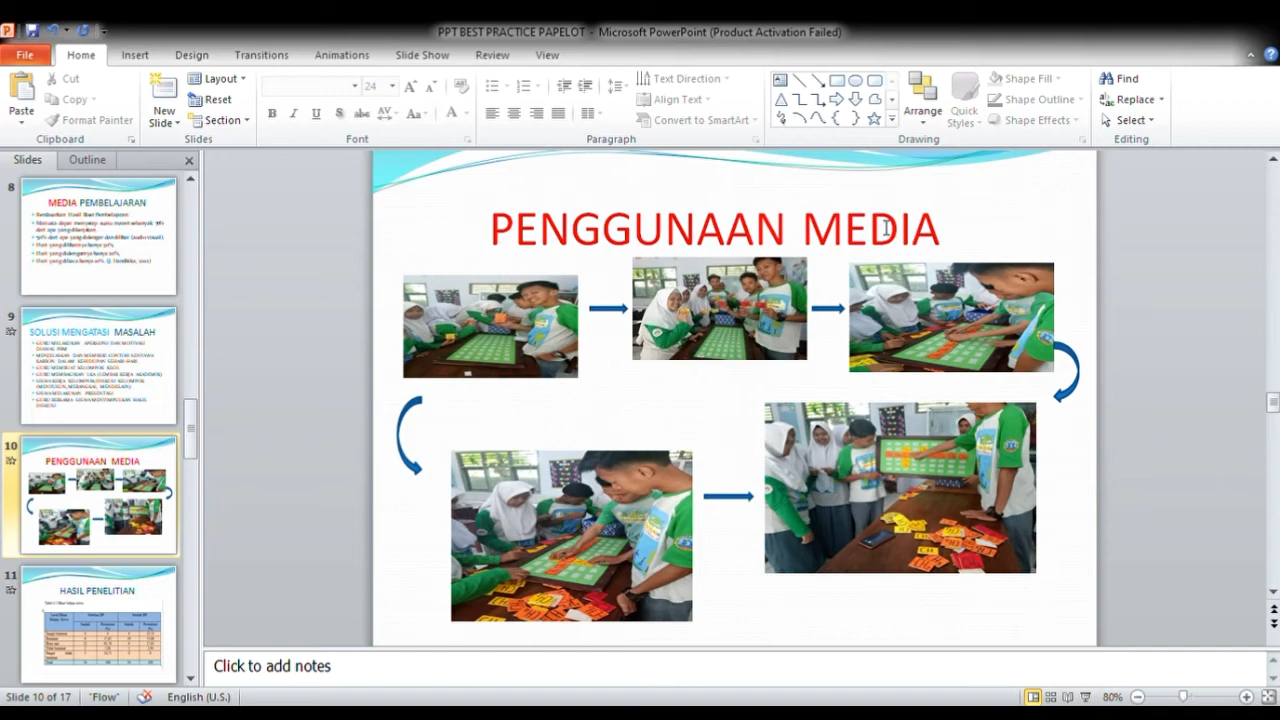 PPT BEST PRACTICE PAPELOT - Microsoft PowerPoint (Product Activation Failed)
File Home Insert Design Transitions Animations Slide Show Review View
Paste
Cut
Copy
Format Painter
Clipboard
New Slide
Layout
Reset
Section
Slides
24
Font
Text Direction
Align Text
Convert to SmartArt
Paragraph
Arrange
Quick Styles
Shape Fill
Shape Outline
Shape Effects
Drawing
Find
Replace
Select
Editing
Slides Outline
8
MEDIA PEMBELAJARAN
9
SOLUSI MENGATASI MASALAH
10
PENGGUNAAN MEDIA
11
HASIL PENELITIAN
PENGGUNAAN MEDIA
Click to add notes
Slide 10 of 17 "Flow" English (U.S.) 80%